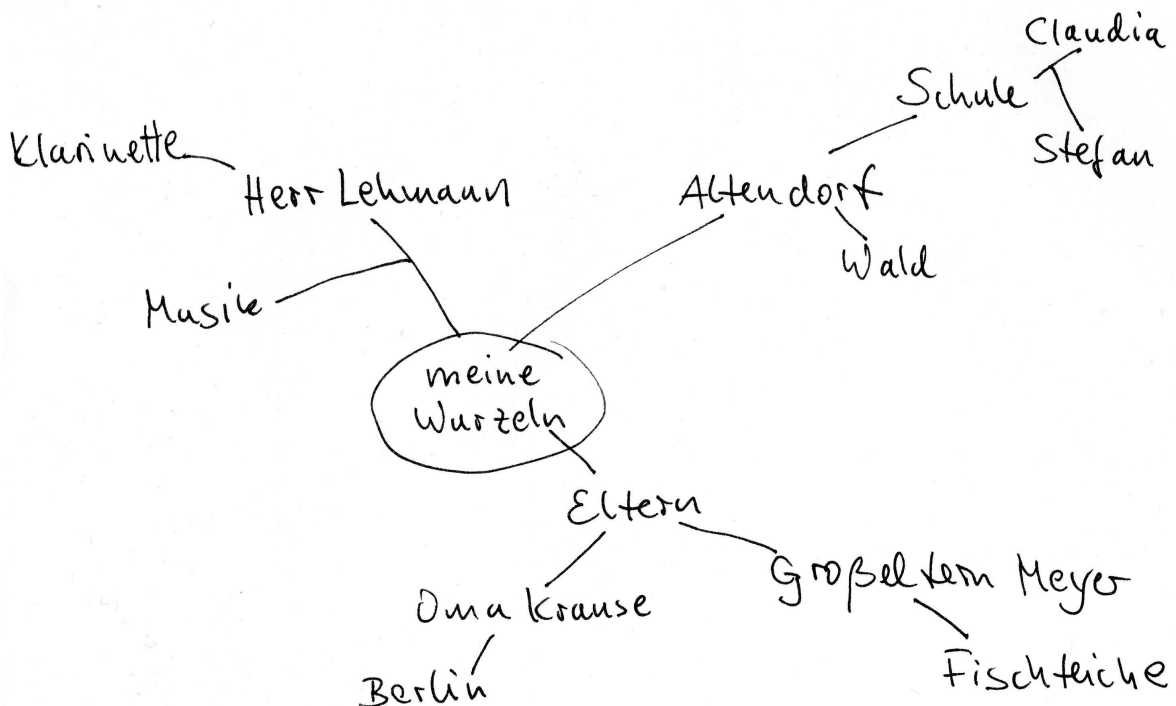 Claudia
Schule
Stefan
Klarinette
Herr Lehmann
Altendorf
Wald
Musik
meine
Wurzeln
Eltern
Großeltern Meyer
Oma Krause
Fischteiche
Berlin